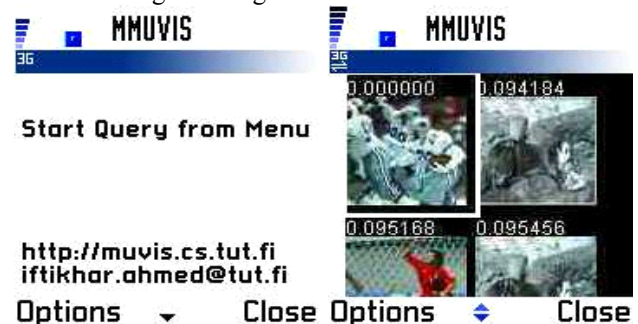 MMUVIS
3G
Start Query from Menu
http://muvis.cs.tut.fi
iftikhar.ahmed@tut.fi
Options Close
MMUVIS
3G
0.000000 0.094184
0.095168 0.095456
Options Close